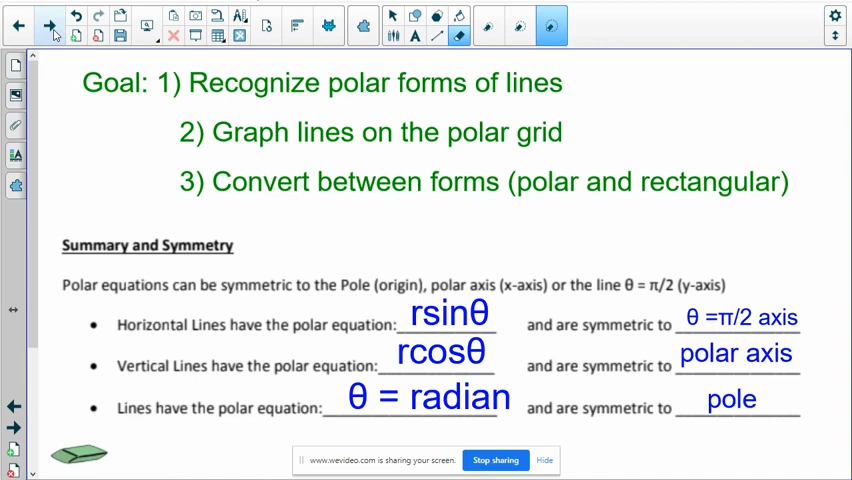 Goal: 1) Recognize polar forms of lines
2) Graph lines on the polar grid
3) Convert between forms (polar and rectangular)
Summary and Symmetry
Polar equations can be symmetric to the Pole (origin), polar axis (x-axis) or the line θ = π/2 (y-axis)
• Horizontal Lines have the polar equation: rsinθ and are symmetric to θ =π/2 axis
• Vertical Lines have the polar equation: rcosθ and are symmetric to polar axis
• Lines have the polar equation: θ = radian and are symmetric to pole
www.wevideo.com is sharing your screen. Stop sharing Hide